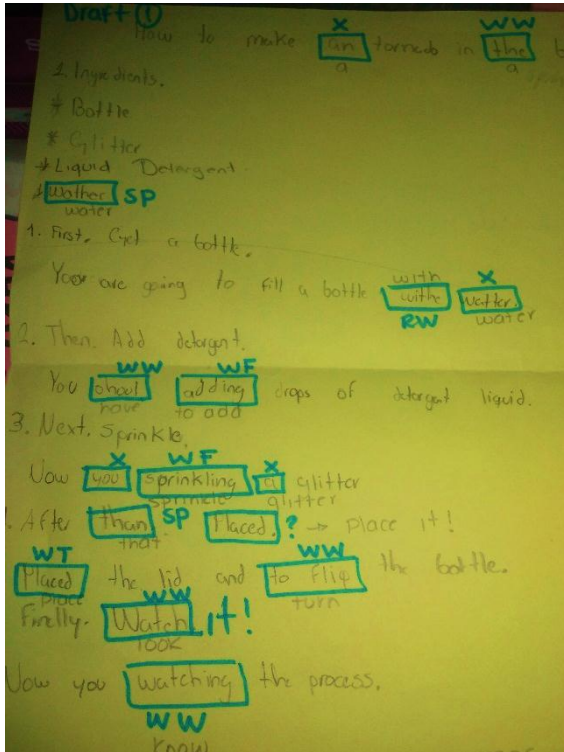 Draft 1
X WW
How to make an tornado in the
a a
1. Ingredients.
* Bottle
* Glitter
* Liquid Detergent
* Wather SP
water
1. First. Get a bottle.
with X
You are going to fill a bottle withe watter.
RW water
2. Then. Add detergent.
WW WF
You shoul adding drops of detergent liquid.
have to add
3. Next. Sprinkle.
X WF X
Now you sprinkling a glitter
sprinkle glitter
. After than SP Placed. ? → place it!
that
WT WW
Placed the lid and to flip the bottle.
place turn
Finelly. Watch it!
WW
look
Now you watching the process.
WW
know